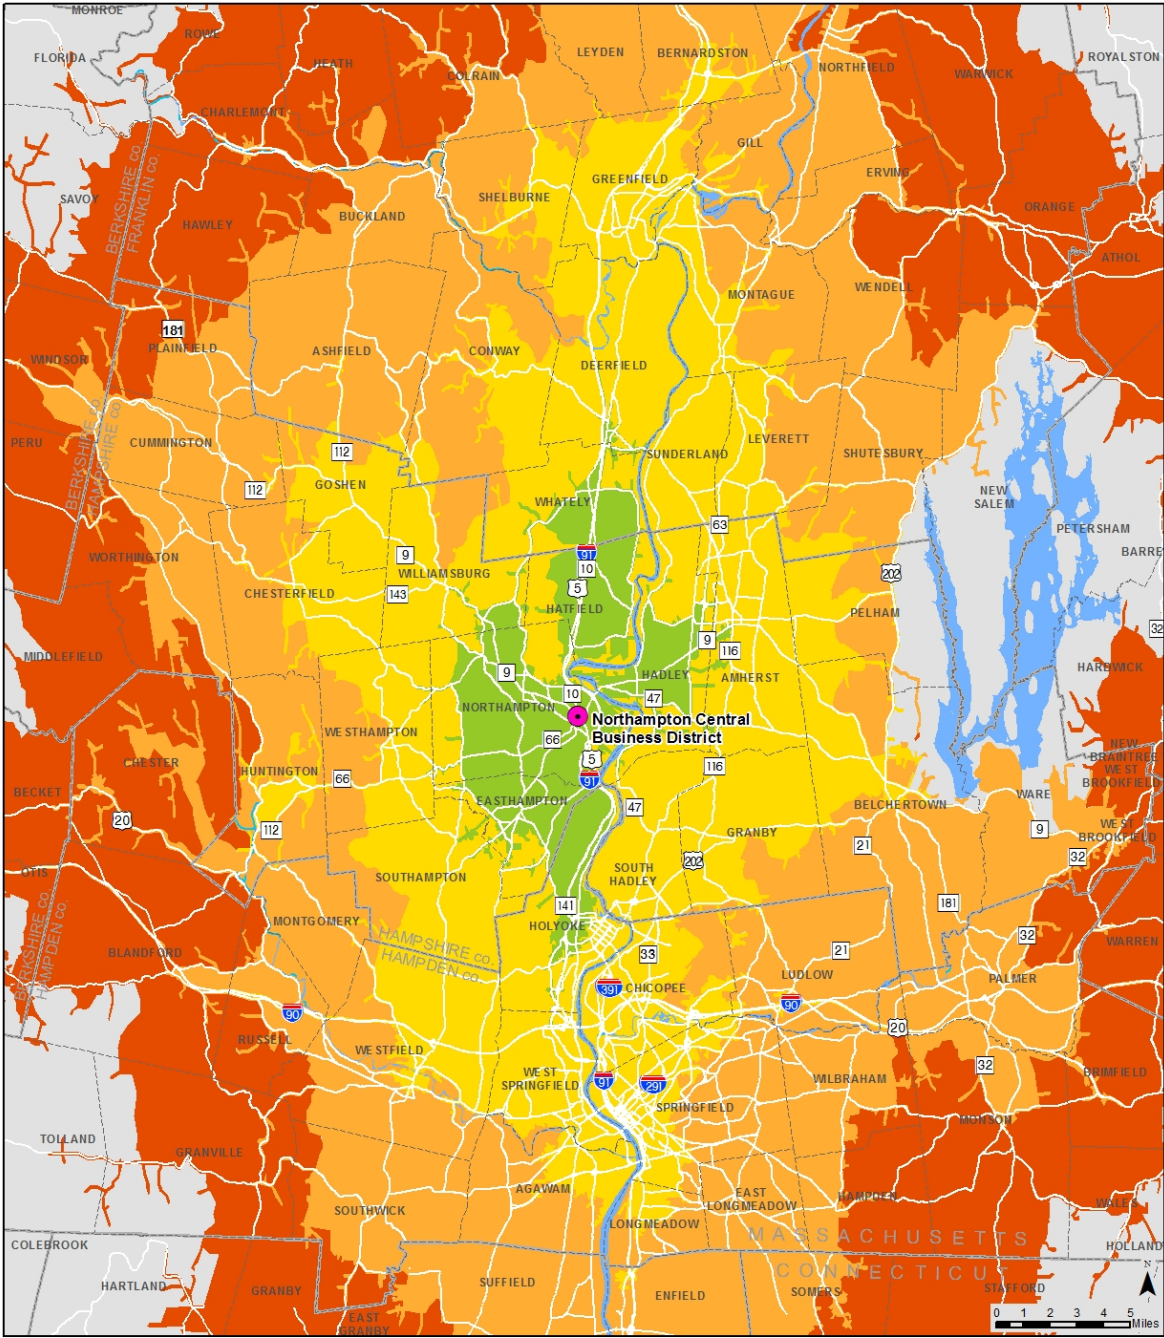 MONROE
ROWE
FLORIDA
HEATH
COLRAIN
LEYDEN
BERNARDSTON
NORTHFIELD
WARWICK
ROYALSTON
CHARLEMONT
GILL
ERVING
SAVOY
BERKSHIRE CO.
FRANKLIN CO.
HAWLEY
BUCKLAND
SHELBURNE
GREENFIELD
ORANGE
ATHOL
MONTAGUE
WENDELL
181
PLAINFIELD
WINDSOR
ASHFIELD
CONWAY
DEERFIELD
PERU
BERKSHIRE CO.
HAMPSHIRE CO.
CUMMINGTON
112
GOSHEN
112
SUNDERLAND
LEVERETT
SHUTESBURY
NEW
SALEM
WHATELY
63
PETERSHAM
BARRE
WORTHINGTON
9
WILLIAMSBURG
91
10
5
HATFIELD
CHESTERFIELD
143
202
PELHAM
32
MIDDLEFIELD
9
116
9
HADLEY
AMHERST
HARDWICK
NORTHAMPTON
10
47
Northampton Central
Business District
WESTHAMPTON
66
5
91
116
CHESTER
HUNTINGTON
66
NEW
BRAINTREE
WEST
BROOKFIELD
BECKET
20
112
EASTHAMPTON
47
BELCHERTOWN
WARE
GRANBY
21
9
WEST
BROOKFIELD
32
OTIS
SOUTHAMPTON
SOUTH
HADLEY
202
141
HOLYOKE
181
BERKSHIRE CO.
HAMPDEN CO.
MONTGOMERY
HAMPSHIRE CO.
HAMPDEN CO.
BLANDFORD
33
21
32
WARREN
391
CHICOPEE
LUDLOW
90
PALMER
90
RUSSELL
WESTFIELD
20
32
WEST
SPRINGFIELD
91
291
SPRINGFIELD
WILBRAHAM
BRIMFIELD
MONSON
TOLLAND
GRANVILLE
AGAWAM
EAST
LONGMEADOW
HAMPDEN
WALES
SOUTHWICK
LONGMEADOW
MASSACHUSETTS
COLEBROOK
HOLLAND
CONNECTICUT
HARTLAND
GRANBY
SUFFIELD
ENFIELD
SOMERS
STAFFORD
EAST
GRANBY
N
0 1 2 3 4 5
Miles